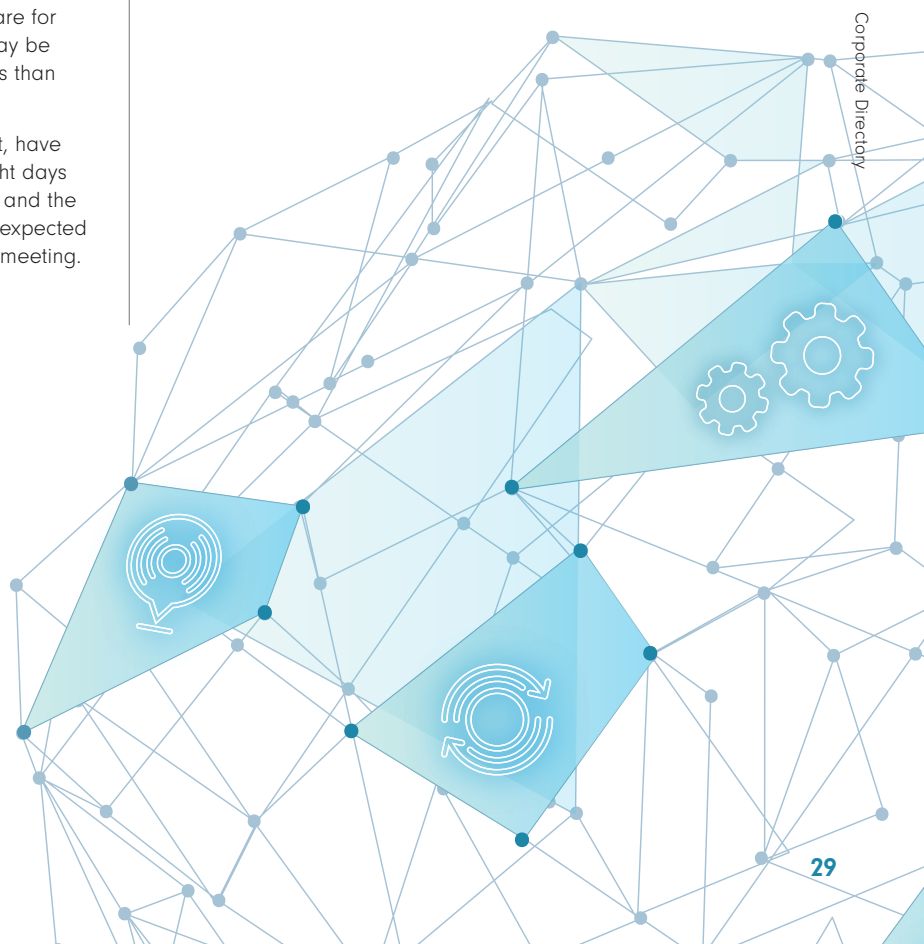 are for
ay be
s than
t, have
ht days
and the
expected
meeting.
Corporate Directory
29